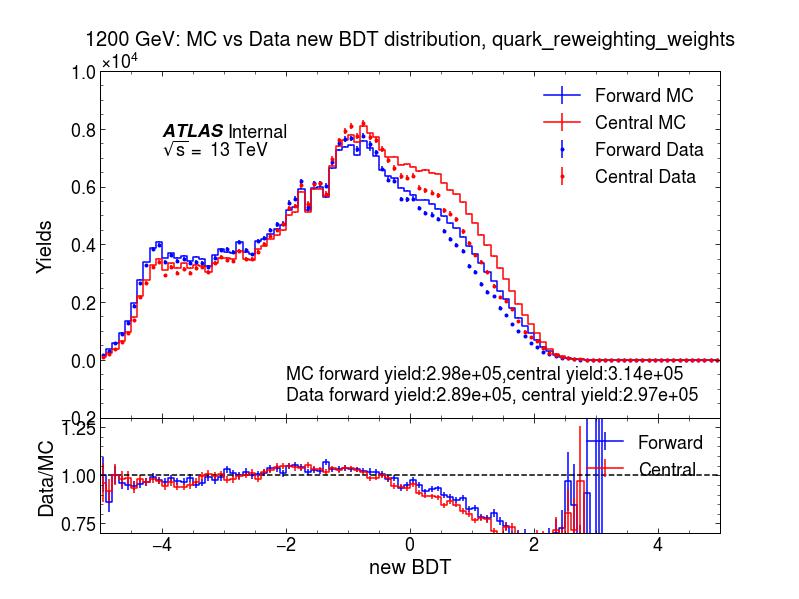 1200 GeV: MC vs Data new BDT distribution, quark_reweighting_weights
×10⁴
1.0
0.8
0.6
0.4
0.2
0.0
0.2
Yields
ATLAS Internal
√s = 13 TeV
Forward MC
Central MC
Forward Data
Central Data
MC forward yield:2.98e+05,central yield:3.14e+05
Data forward yield:2.89e+05, central yield:2.97e+05
1.25
1.00
0.75
Data/MC
Forward
Central
−4
−2
0
2
4
new BDT